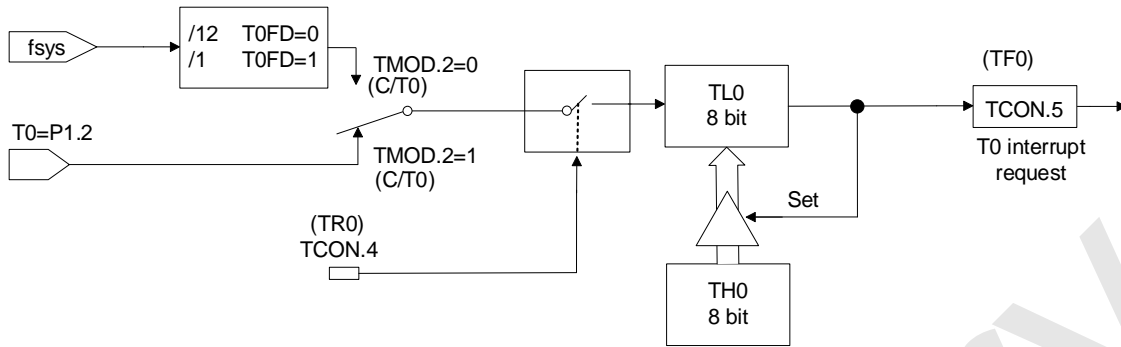 fsys
/12 T0FD=0
/1 T0FD=1
TMOD.2=0
(C/T0)
T0=P1.2
TMOD.2=1
(C/T0)
(TR0)
TCON.4
TL0
8 bit
Set
TH0
8 bit
(TF0)
TCON.5
T0 interrupt
request